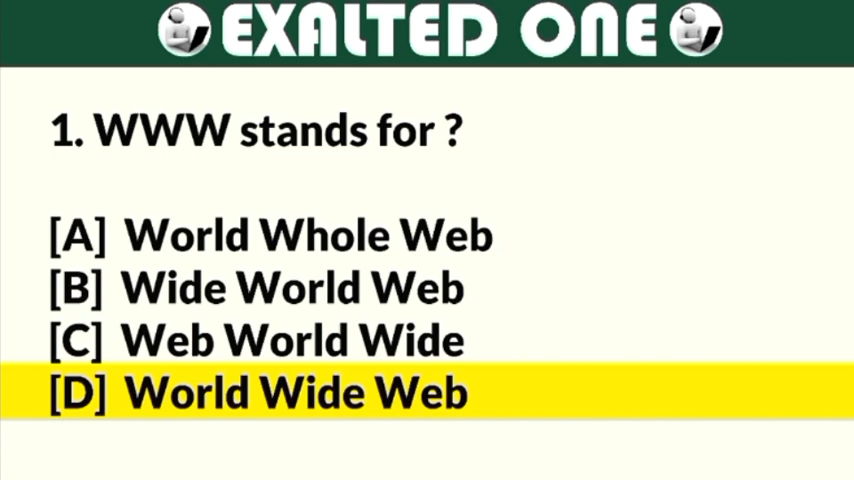 EXALTED ONE
1. WWW stands for ?
[A] World Whole Web
[B] Wide World Web
[C] Web World Wide
[D] World Wide Web